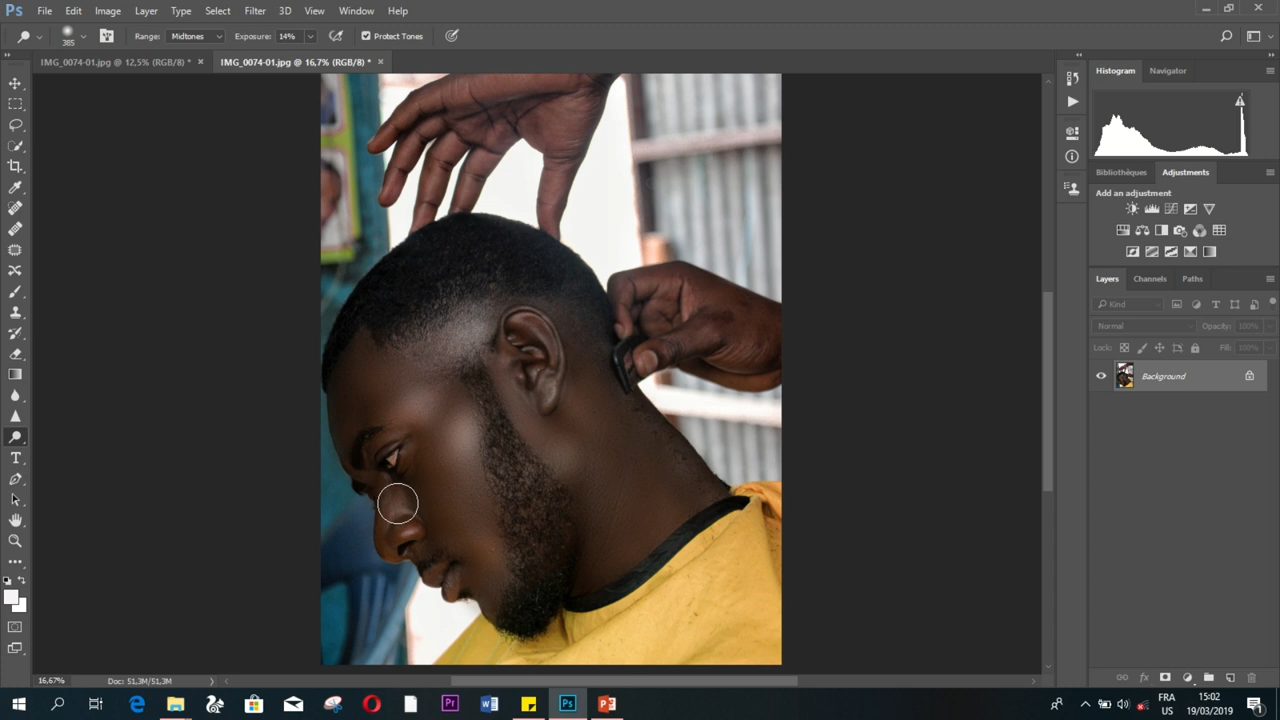 Ps File Edit Image Layer Type Select Filter 3D View Window Help
385 Range: Midtones Exposure: 14% Protect Tones
IMG_0074-01.jpg @ 12,5% (RGB/8) * × IMG_0074-01.jpg @ 16,7% (RGB/8) * ×
Histogram Navigator
Bibliothèques Adjustments
Add an adjustment
Layers Channels Paths
Kind
Normal Opacity: 100%
Lock: Fill: 100%
Background
16,67% Doc: 51,3M/51,3M
FRA 15:02
US 19/03/2019